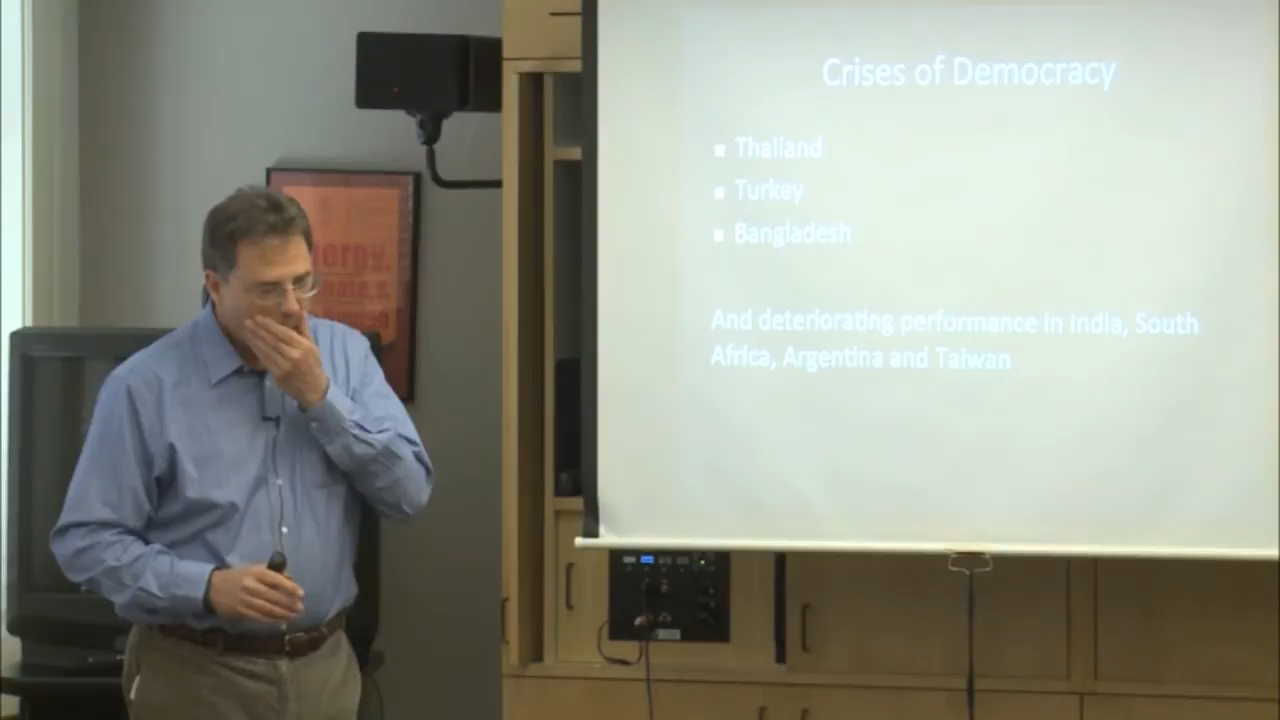 Crises of Democracy
▪ Thailand
▪ Turkey
▪ Bangladesh
And deteriorating performance in India, South
Africa, Argentina and Taiwan